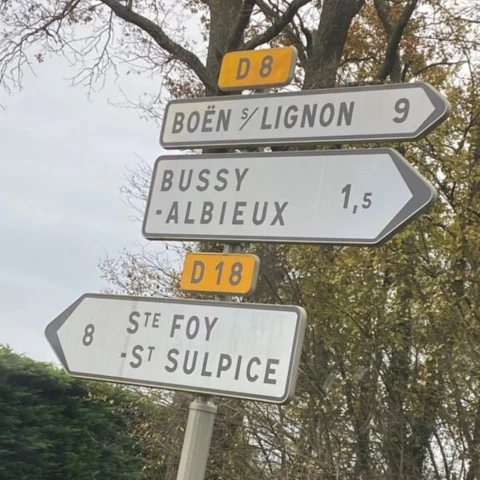 D 8
BOËN s/LIGNON 9
BUSSY
-ALBIEUX 1,5
D 18
8 STE FOY
-ST SULPICE